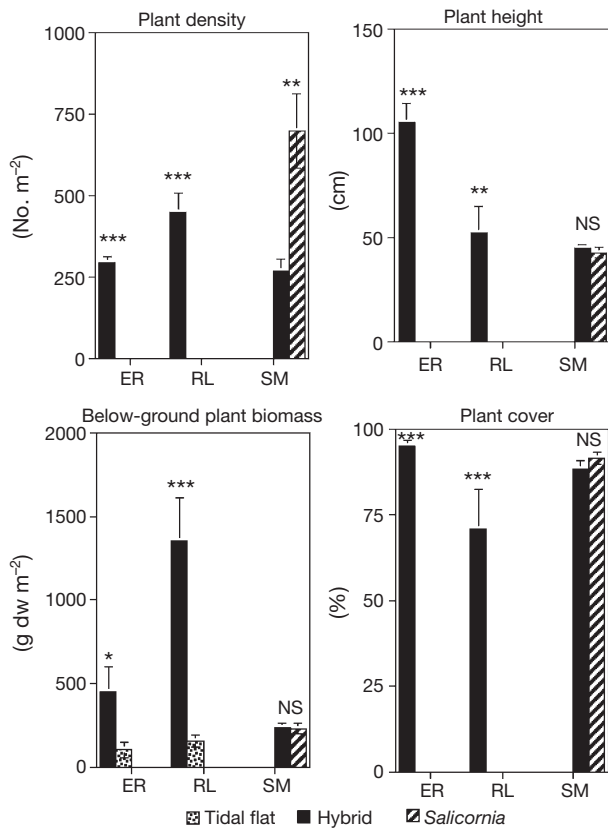 Plant density
Plant height
1000
750
500
250
0
(No. m⁻²)
***
***
**
ER RL SM
150
100
50
0
(cm)
***
**
NS
ER RL SM
Below-ground plant biomass
Plant cover
2000
1500
1000
500
0
(g dw m⁻²)
*
***
NS
ER RL SM
100
75
50
25
0
(%)
***
***
NS
ER RL SM
Tidal flat Hybrid Salicornia